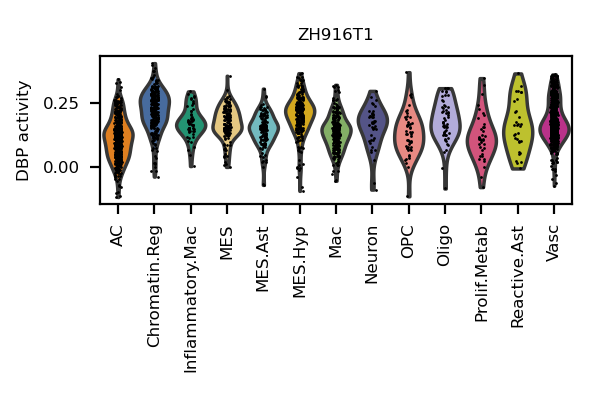 ZH916T1
DBP activity
0.25
0.00
AC
Chromatin.Reg
Inflammatory.Mac
MES
MES.Ast
MES.Hyp
Mac
Neuron
OPC
Oligo
Prolif.Metab
Reactive.Ast
Vasc